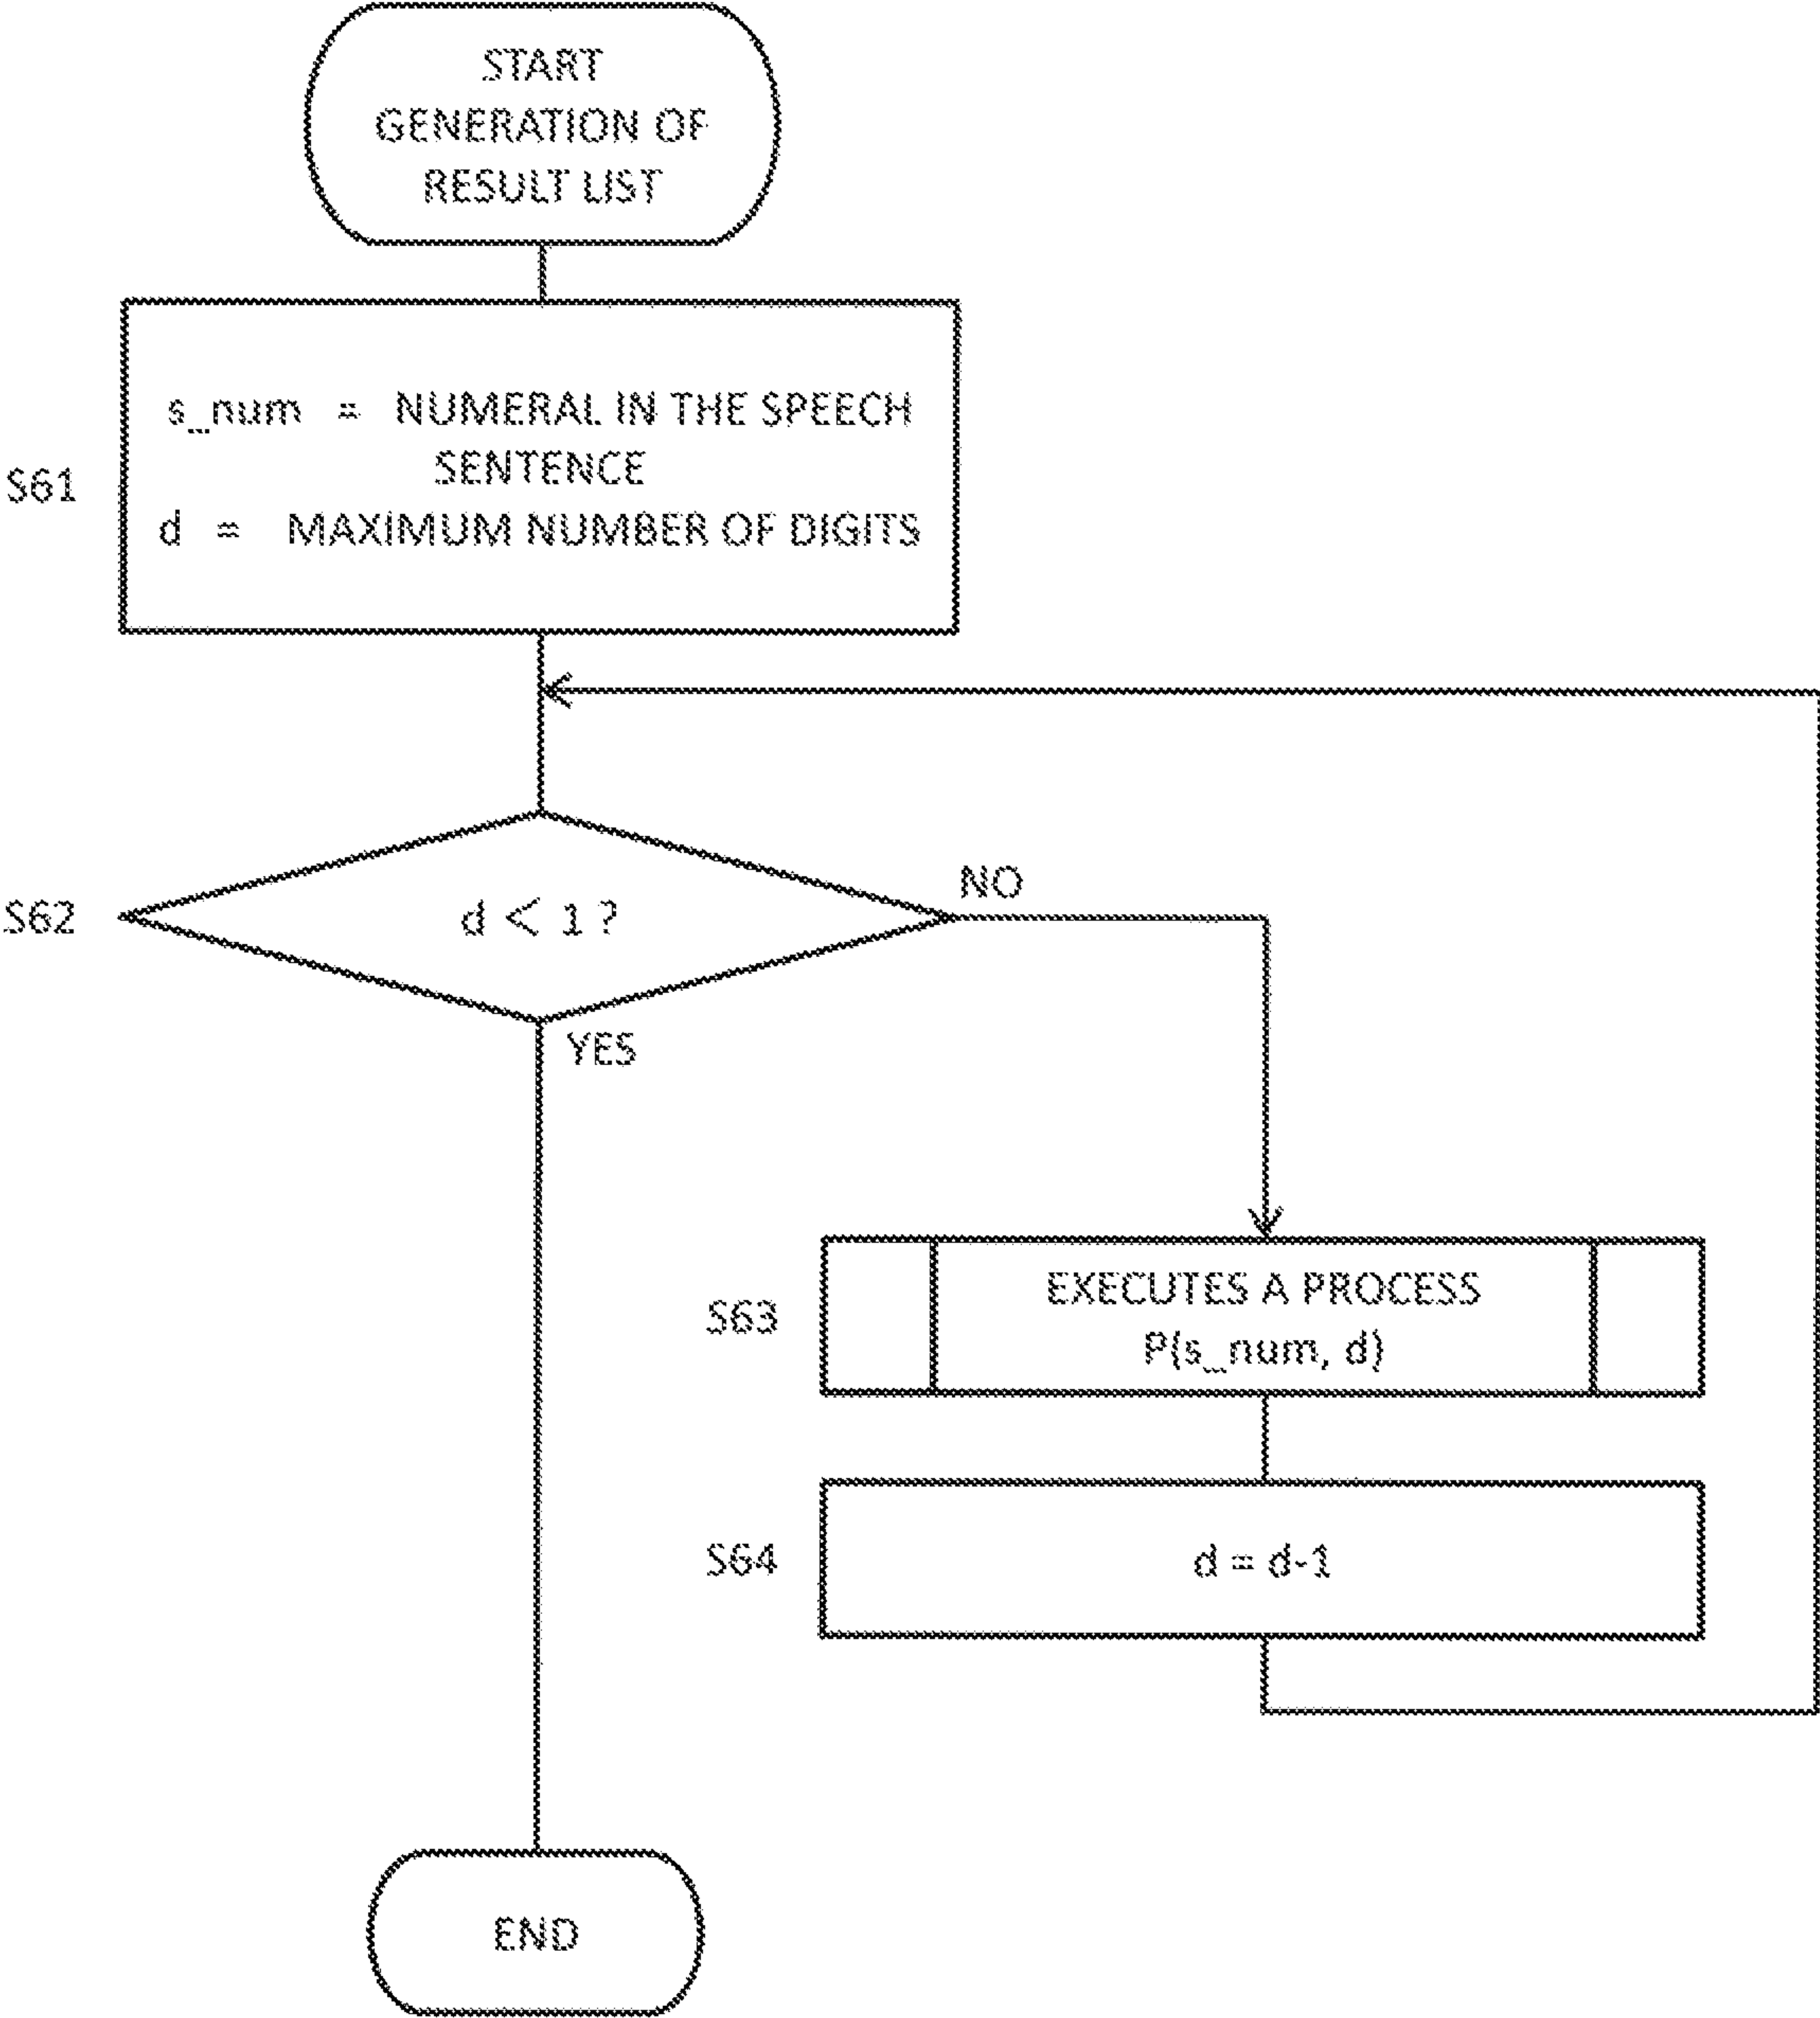 START
GENERATION OF
RESULT LIST
S61
s_num = NUMERAL IN THE SPEECH
SENTENCE
d = MAXIMUM NUMBER OF DIGITS
S62
d < 1 ?
NO
YES
S63
EXECUTES A PROCESS
P(s_num, d)
S64
d = d-1
END